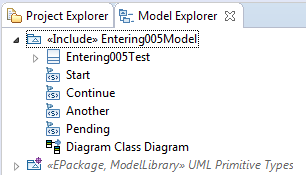 Project Explorer Model Explorer
«Include» Entering005Model
Entering005Test
Start
Continue
Another
Pending
Diagram Class Diagram
«EPackage, ModelLibrary» UML Primitive Types